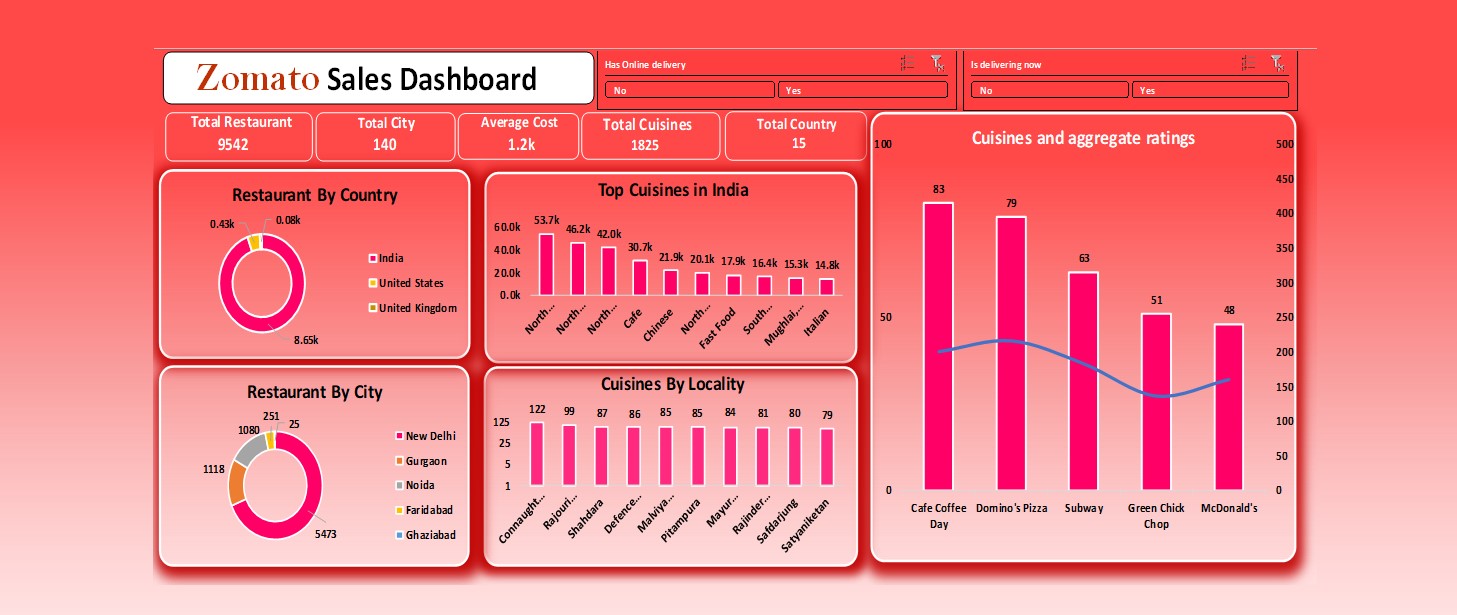 Zomato Sales Dashboard
Has Online delivery
No
Yes
Is delivering now
No
Yes
Total Restaurant
9542
Total City
140
Average Cost
1.2k
Total Cuisines
1825
Total Country
15
Restaurant By Country
0.43k
0.08k
8.65k
India
United States
United Kingdom
Top Cuisines in India
60.0k
40.0k
20.0k
0.0k
53.7k
46.2k
42.0k
30.7k
21.9k
20.1k
17.9k
16.4k
15.3k
14.8k
North...
North...
North...
Cafe
Chinese
North...
Fast Food
South...
Mughlai,...
Italian
Restaurant By City
251
25
1080
1118
5473
New Delhi
Gurgaon
Noida
Faridabad
Ghaziabad
Cuisines By Locality
125
25
5
1
122
99
87
86
85
85
84
81
80
79
Connaught...
Rajouri...
Shahdara
Defence...
Malviya...
Pitampura
Mayur...
Rajinder...
Safdarjung
Satyaniketan
Cuisines and aggregate ratings
100
50
0
83
79
63
51
48
500
450
400
350
300
250
200
150
100
50
0
Cafe Coffee
Day
Domino's Pizza
Subway
Green Chick
Chop
McDonald's